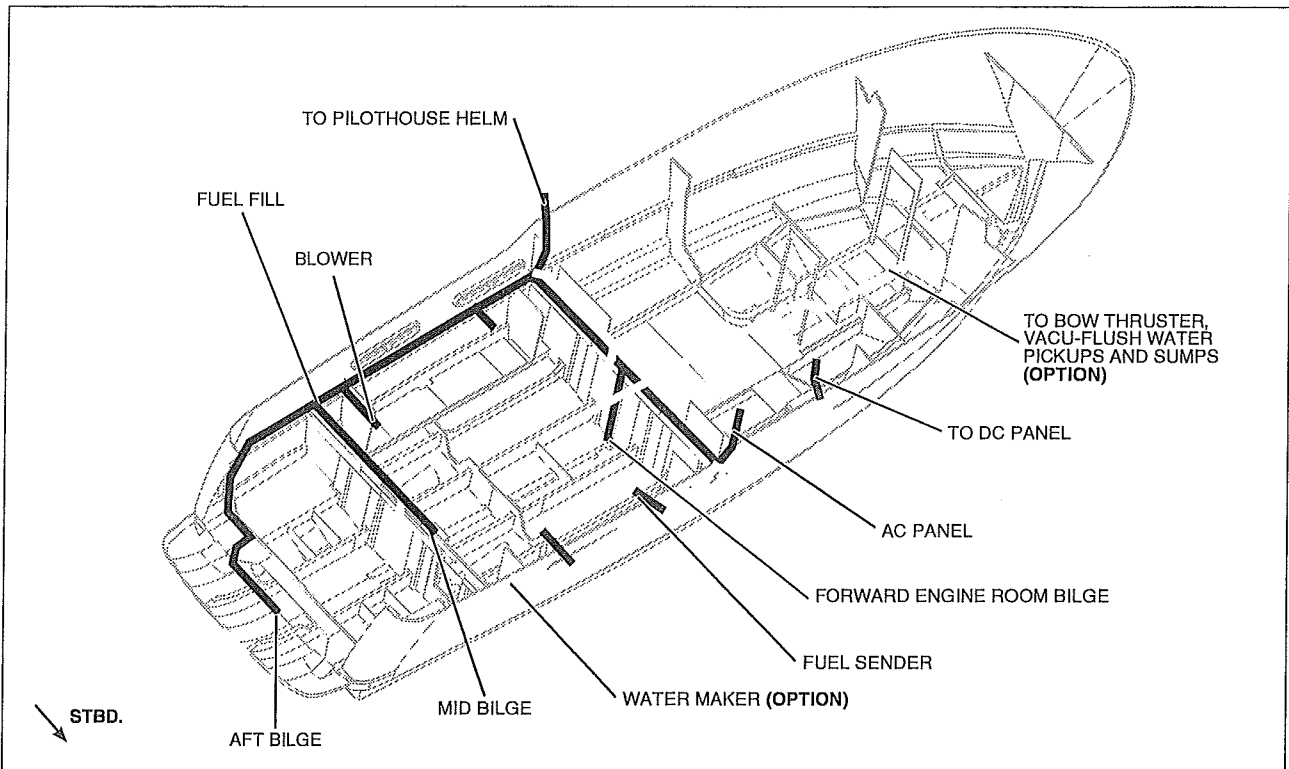 TO PILOTHOUSE HELM
FUEL FILL
BLOWER
TO BOW THRUSTER,
VACU-FLUSH WATER
PICKUPS AND SUMPS
(OPTION)
TO DC PANEL
AC PANEL
FORWARD ENGINE ROOM BILGE
FUEL SENDER
WATER MAKER (OPTION)
MID BILGE
STBD.
AFT BILGE